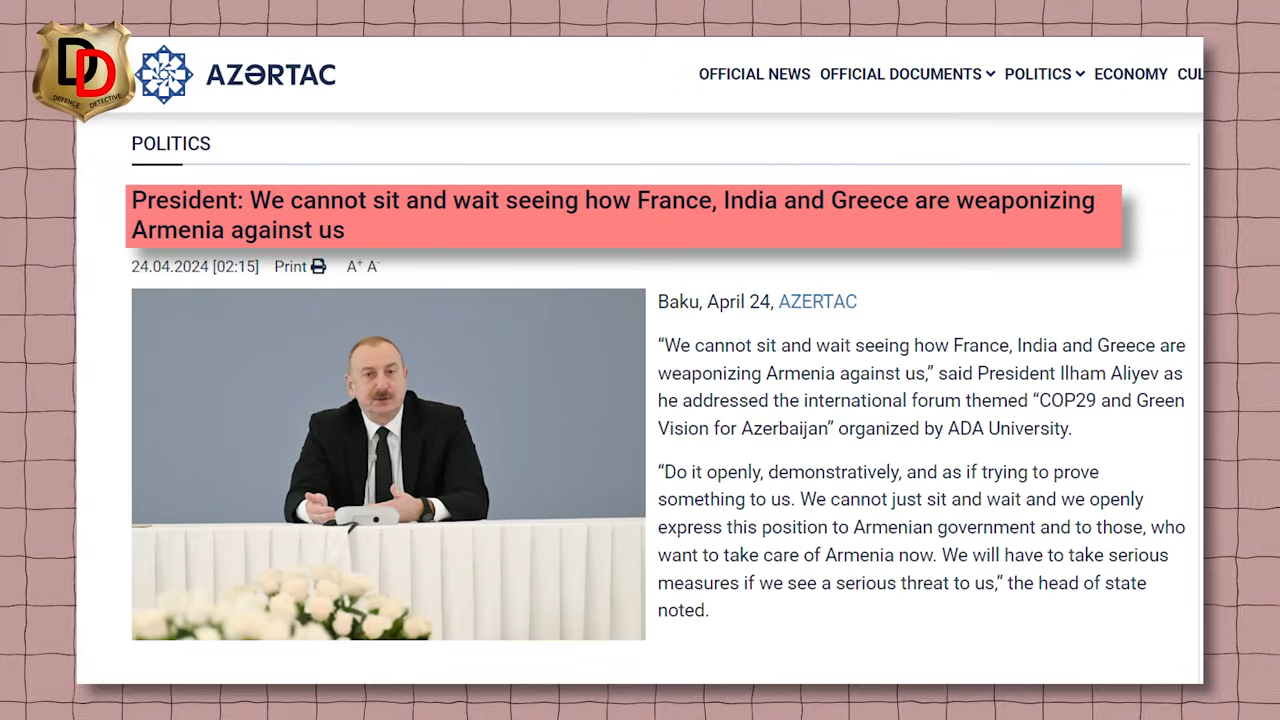 DD
DEFENCE DETECTIVE
AZƏRTAC
OFFICIAL NEWS OFFICIAL DOCUMENTS POLITICS ECONOMY CUL
POLITICS
President: We cannot sit and wait seeing how France, India and Greece are weaponizing
Armenia against us
24.04.2024 [02:15] Print A+ A-
Baku, April 24, AZERTAC
“We cannot sit and wait seeing how France, India and Greece are
weaponizing Armenia against us,” said President Ilham Aliyev as
he addressed the international forum themed “COP29 and Green
Vision for Azerbaijan” organized by ADA University.
“Do it openly, demonstratively, and as if trying to prove
something to us. We cannot just sit and wait and we openly
express this position to Armenian government and to those, who
want to take care of Armenia now. We will have to take serious
measures if we see a serious threat to us,” the head of state
noted.